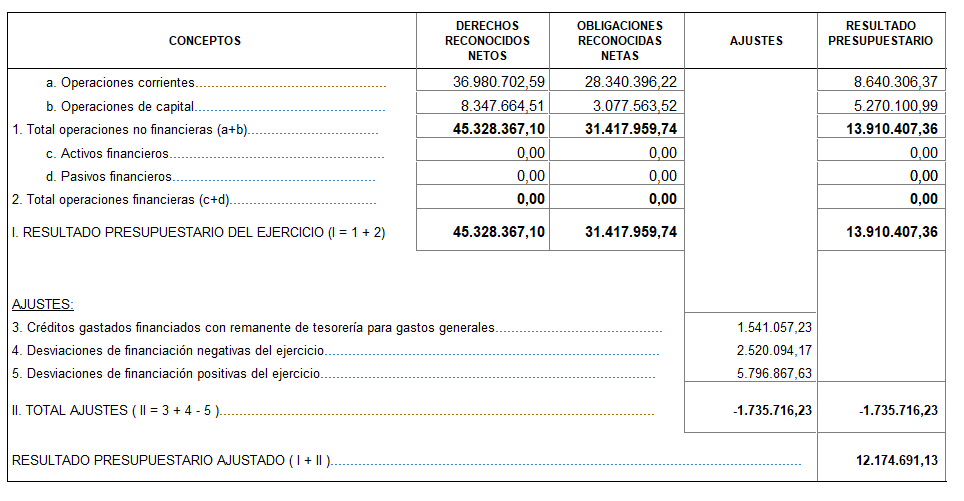 CONCEPTOS DERECHOS RECONOCIDOS NETOS OBLIGACIONES RECONOCIDAS NETAS AJUSTES RESULTADO PRESUPUESTARIO
a. Operaciones corrientes 36.980.702,59 28.340.396,22 8.640.306,37
b. Operaciones de capital 8.347.664,51 3.077.563,52 5.270.100,99
1. Total operaciones no financieras (a+b) 45.328.367,10 31.417.959,74 13.910.407,36
c. Activos financieros 0,00 0,00 0,00
d. Pasivos financieros 0,00 0,00 0,00
2. Total operaciones financieras (c+d) 0,00 0,00 0,00
I. RESULTADO PRESUPUESTARIO DEL EJERCICIO (I = 1 + 2) 45.328.367,10 31.417.959,74 13.910.407,36
AJUSTES:
3. Créditos gastados financiados con remanente de tesorería para gastos generales 1.541.057,23
4. Desviaciones de financiación negativas del ejercicio 2.520.094,17
5. Desviaciones de financiación positivas del ejercicio 5.796.867,63
II. TOTAL AJUSTES ( II = 3 + 4 - 5 ) -1.735.716,23 -1.735.716,23
RESULTADO PRESUPUESTARIO AJUSTADO ( I + II ) 12.174.691,13